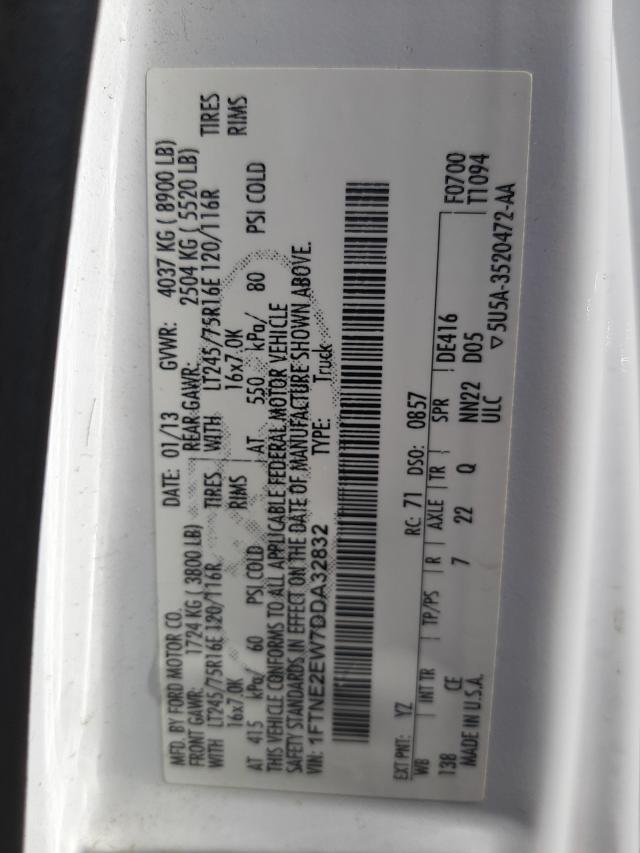 MFD. BY FORD MOTOR CO. DATE: 01/13 GVWR: 4037 KG ( 8900 LB)
FRONT GAWR: 1724 KG ( 3800 LB) REAR GAWR: 2504 KG ( 5520 LB)
WITH LT245/75R16E 120/116R TIRES WITH LT245/75R16E 120/116R TIRES
16x7.0K RIMS 16x7.0K RIMS
AT 415 kPa/ 60 PSI COLD AT 550 kPa/ 80 PSI COLD
THIS VEHICLE CONFORMS TO ALL APPLICABLE FEDERAL MOTOR VEHICLE
SAFETY STANDARDS IN EFFECT ON THE DATE OF MANUFACTURE SHOWN ABOVE.
VIN: 1FTNE2EW7DDA32832 TYPE: Truck
EXT PNT: YZ RC: 71 DSO: 0857 F0700
WB INT TR TP/PS R AXLE TR SPR DE416 T1094
138 CE 7 22 Q NN22 D05
MADE IN U.S.A. ULC ▽5U5A-3520472-AA